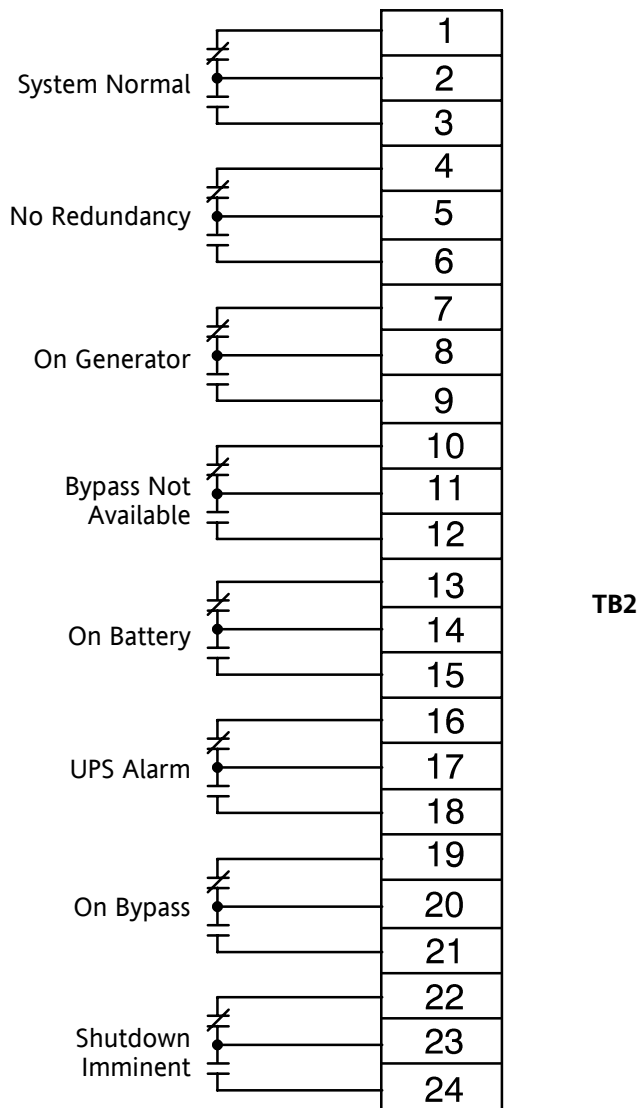 1
System Normal
2
3
4
No Redundancy
5
6
7
On Generator
8
9
10
Bypass Not
Available
11
12
13
On Battery
14
15
TB2
16
UPS Alarm
17
18
19
On Bypass
20
21
22
Shutdown
Imminent
23
24